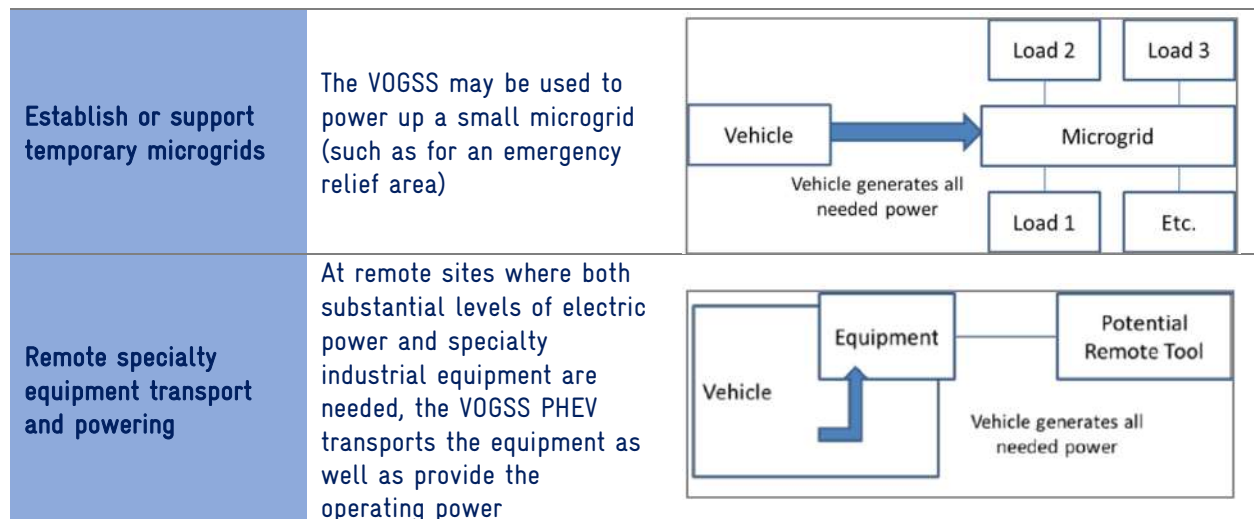 Establish or support
temporary microgrids
The VOGSS may be used to
power up a small microgrid
(such as for an emergency
relief area)
Load 2
Load 3
Vehicle
Microgrid
Vehicle generates all
needed power
Load 1
Etc.
Remote specialty
equipment transport
and powering
At remote sites where both
substantial levels of electric
power and specialty
industrial equipment are
needed, the VOGSS PHEV
transports the equipment as
well as provide the
operating power
Equipment
Potential
Remote Tool
Vehicle
Vehicle generates all
needed power